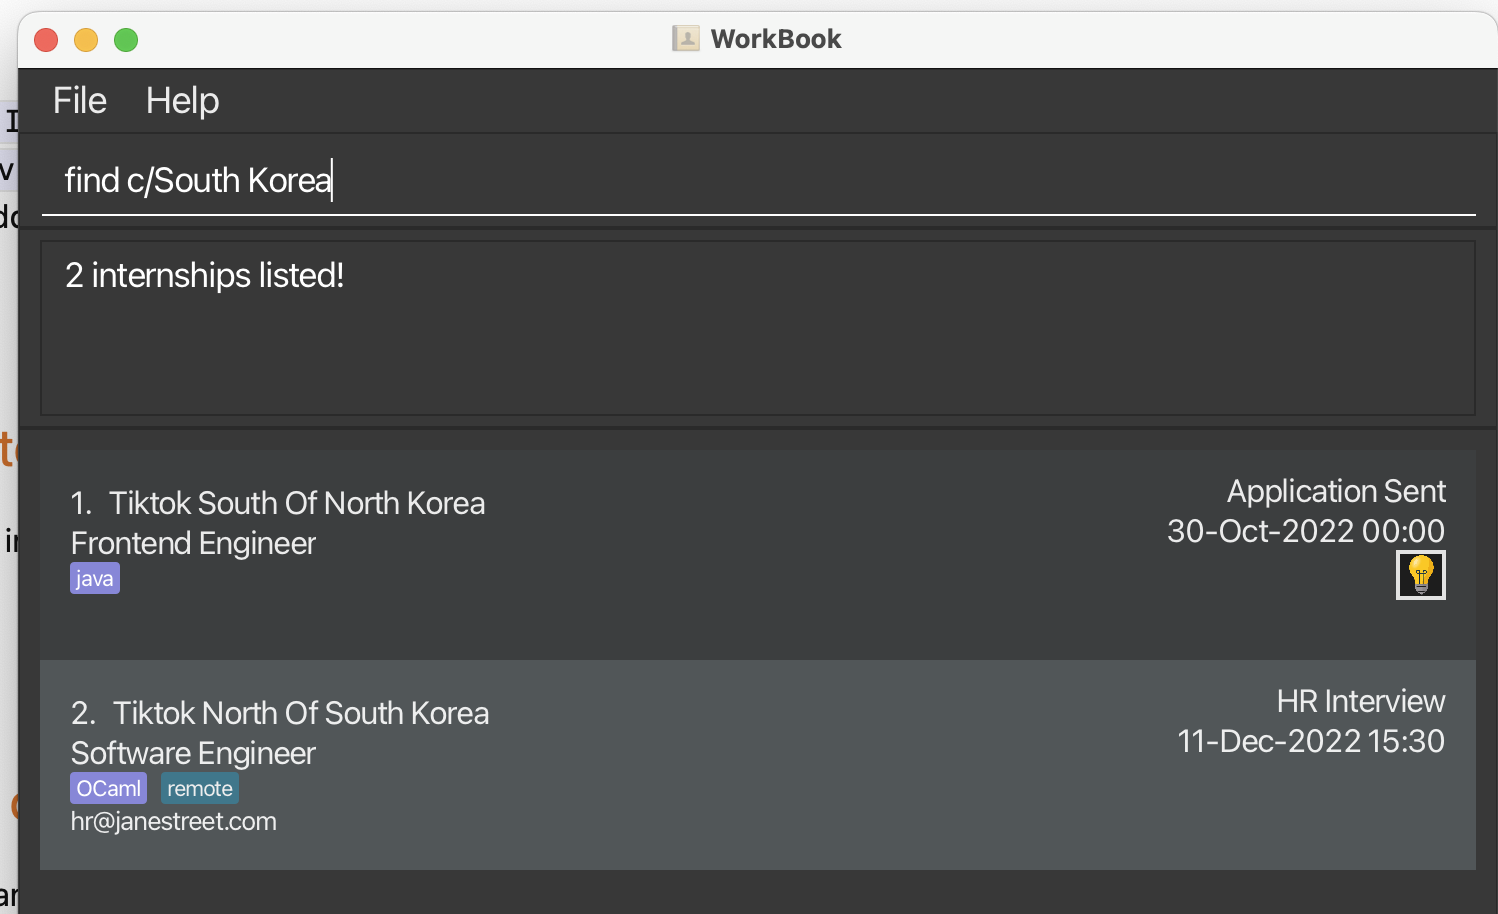 WorkBook
File Help
find c/South Korea
2 internships listed!
1. Tiktok South Of North Korea
Application Sent
30-Oct-2022 00:00
Frontend Engineer
java
2. Tiktok North Of South Korea
HR Interview
11-Dec-2022 15:30
Software Engineer
OCaml remote
hr@janestreet.com